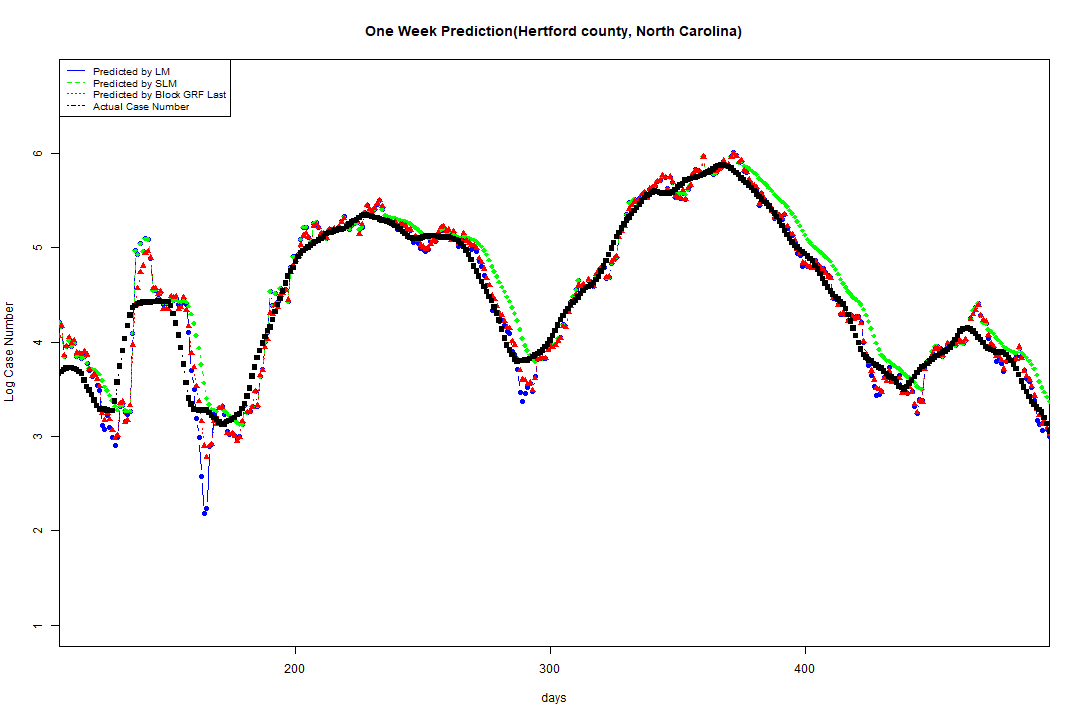 One Week Prediction(Hertford county, North Carolina)
Predicted by LM
Predicted by SLM
Predicted by Block GRF Last
Actual Case Number
6
5
4
3
2
1
Log Case Number
200
300
400
days